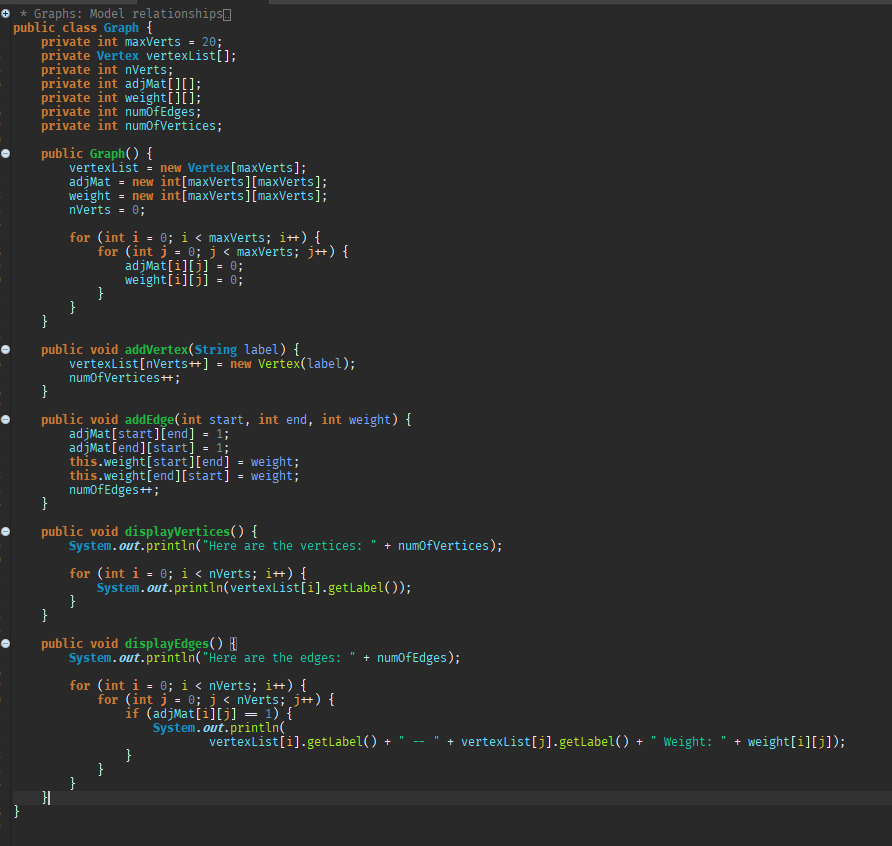 * Graphs: Model relationships
public class Graph {
    private int maxVerts = 20;
    private Vertex vertexList[];
    private int nVerts;
    private int adjMat[][];
    private int weight[][];
    private int numOfEdges;
    private int numOfVertices;

    public Graph() {
        vertexList = new Vertex[maxVerts];
        adjMat = new int[maxVerts][maxVerts];
        weight = new int[maxVerts][maxVerts];
        nVerts = 0;

        for (int i = 0; i < maxVerts; i++) {
            for (int j = 0; j < maxVerts; j++) {
                adjMat[i][j] = 0;
                weight[i][j] = 0;
            }
        }
    }

    public void addVertex(String label) {
        vertexList[nVerts++] = new Vertex(label);
        numOfVertices++;
    }

    public void addEdge(int start, int end, int weight) {
        adjMat[start][end] = 1;
        adjMat[end][start] = 1;
        this.weight[start][end] = weight;
        this.weight[end][start] = weight;
        numOfEdges++;
    }

    public void displayVertices() {
        System.out.println("Here are the vertices: " + numOfVertices);

        for (int i = 0; i < nVerts; i++) {
            System.out.println(vertexList[i].getLabel());
        }
    }

    public void displayEdges() {
        System.out.println("Here are the edges: " + numOfEdges);

        for (int i = 0; i < nVerts; i++) {
            for (int j = 0; j < nVerts; j++) {
                if (adjMat[i][j] == 1) {
                    System.out.println(
                            vertexList[i].getLabel() + " -- " + vertexList[j].getLabel() + " Weight: " + weight[i][j]);
                }
            }
        }
    }
}